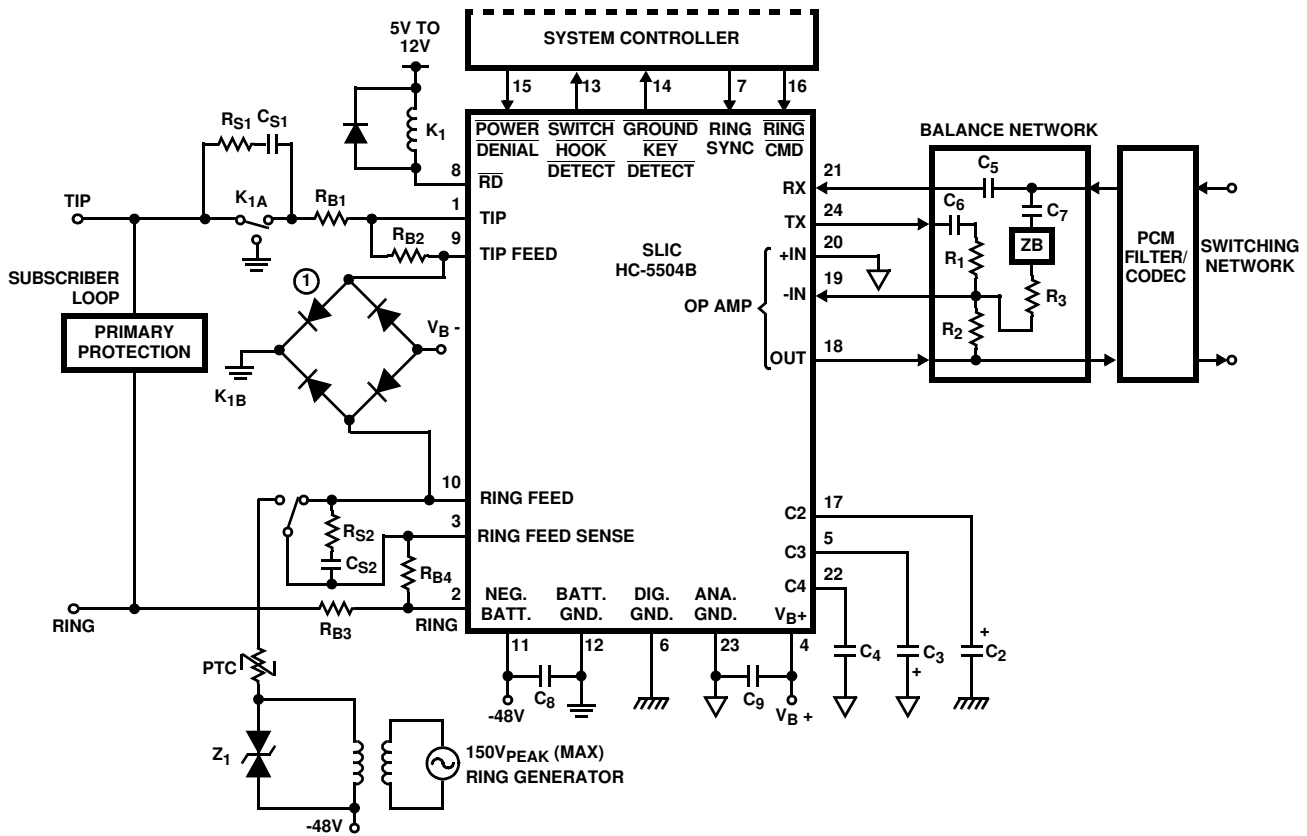 SYSTEM CONTROLLER
5V TO
12V
15
13
14
7
16
RS1
CS1
K1
POWER
DENIAL
SWITCH
HOOK
DETECT
GROUND
KEY
DETECT
RING
SYNC
RING
CMD
BALANCE NETWORK
8
RD
TIP
K1A
RB1
1
TIP
RB2
9
TIP FEED
SLIC
HC-5504B
21
RX
24
TX
20
+IN
19
-IN
OP AMP
18
OUT
C5
C6
C7
ZB
R1
R3
R2
PCM
FILTER/
CODEC
SWITCHING
NETWORK
SUBSCRIBER
LOOP
PRIMARY
PROTECTION
1
VB -
K1B
10
RING FEED
3
RING FEED SENSE
RS2
CS2
RB4
2
RING
RING
RB3
NEG.
BATT.
BATT.
GND.
DIG.
GND.
ANA.
GND.
VB+
17
C2
5
C3
22
C4
11
12
6
23
4
C8
-48V
C9
VB +
C4
C3
+
C2
+
PTC
Z1
150VPEAK (MAX)
RING GENERATOR
-48V